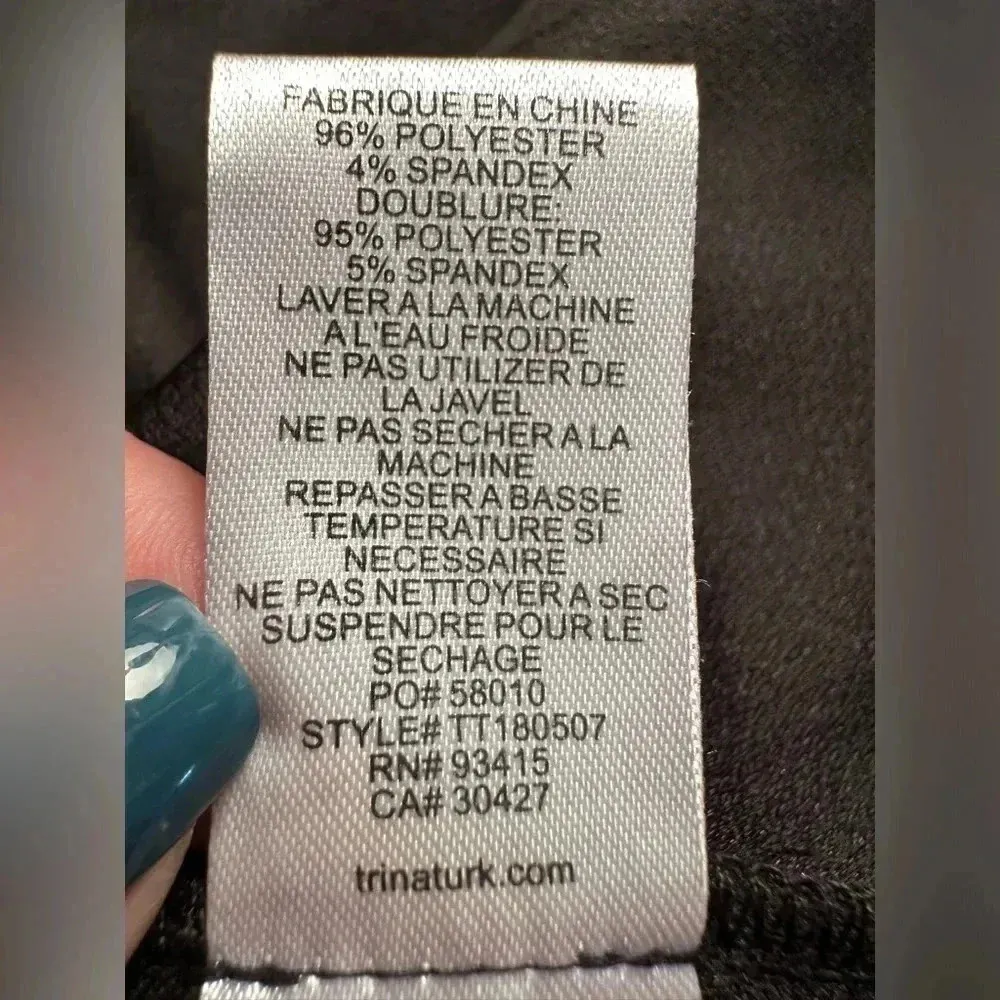 FABRIQUE EN CHINE
96% POLYESTER
4% SPANDEX
DOUBLURE:
95% POLYESTER
5% SPANDEX
LAVER A LA MACHINE
A L'EAU FROIDE
NE PAS UTILIZER DE
LA JAVEL
NE PAS SECHER A LA
MACHINE
REPASSER A BASSE
TEMPERATURE SI
NECESSAIRE
NE PAS NETTOYER A SEC
SUSPENDRE POUR LE
SECHAGE
PO# 58010
STYLE# TT180507
RN# 93415
CA# 30427
trinaturk.com